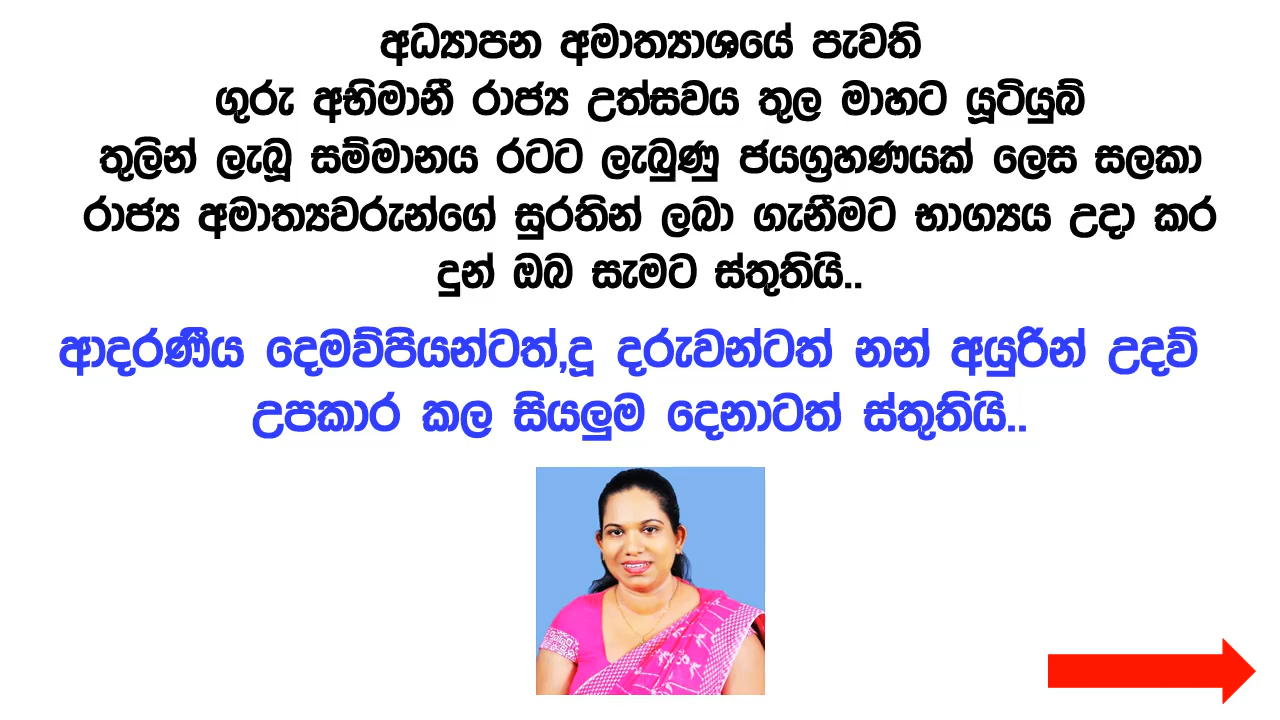 අධ්‍යාපන අමාත්‍යාශයේ පැවති
ගුරු අභිමානී රාජ්‍ය උත්සවය තුල මාහට යූටියුබ්
තුලින් ලැබූ සම්මානය රටට ලැබුණු ජයග්‍රහණයක් ලෙස සලකා
රාජ්‍ය අමාත්‍යවරුන්ගේ සුරතින් ලබා ගැනීමට භාග්‍යය උදා කර
දුන් ඔබ සැමට ස්තුතියි..
ආදරණීය දෙමව්පියන්ටත්,දූ දරුවන්ටත් නන් අයුරින් උදව්
උපකාර කල සියලුම දෙනාටත් ස්තුතියි..